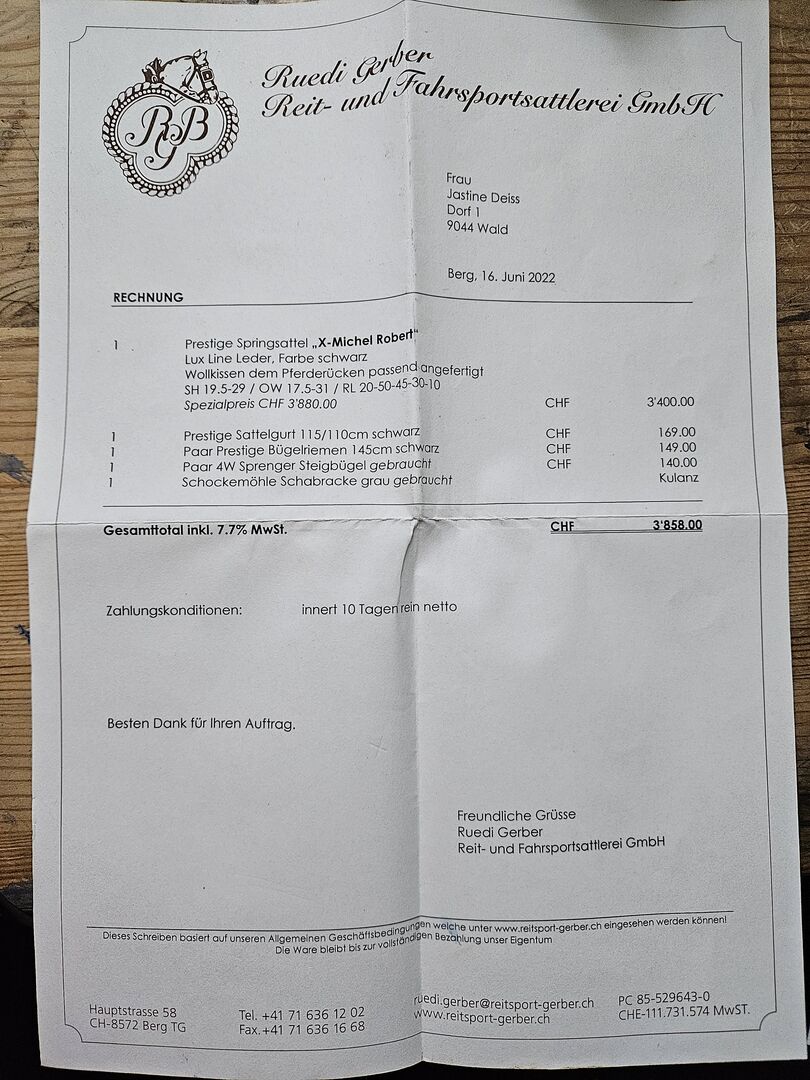 RGB
Ruedi Gerber
Reit- und Fahrsportsattlerei GmbH
Frau
Jastine Deiss
Dorf 1
9044 Wald
Berg, 16. Juni 2022
RECHNUNG
1 Prestige Springsattel „X-Michel Robert"
Lux Line Leder, Farbe schwarz
Wollkissen dem Pferderücken passend angefertigt
SH 19.5-29 / OW 17.5-31 / RL 20-50-45-30-10
Spezialpreis CHF 3'880.00 CHF 3'400.00
1 Prestige Sattelgurt 115/110cm schwarz CHF 169.00
1 Paar Prestige Bügelriemen 145cm schwarz CHF 149.00
1 Paar 4W Sprenger Steigbügel gebraucht CHF 140.00
1 Schockemöhle Schabracke grau gebraucht Kulanz
Gesamttotal inkl. 7.7% MwSt. CHF 3'858.00
Zahlungskonditionen: innert 10 Tagen rein netto
Besten Dank für Ihren Auftrag.
Freundliche Grüsse
Ruedi Gerber
Reit- und Fahrsportsattlerei GmbH
Dieses Schreiben basiert auf unseren Allgemeinen Geschäftsbedingungen welche unter www.reitsport-gerber.ch eingesehen werden können!
Die Ware bleibt bis zur vollständigen Bezahlung unser Eigentum
Hauptstrasse 58 Tel. +41 71 636 12 02 ruedi.gerber@reitsport-gerber.ch PC 85-529643-0
CH-8572 Berg TG Fax.+41 71 636 16 68 www.reitsport-gerber.ch CHE-111.731.574 MwST.